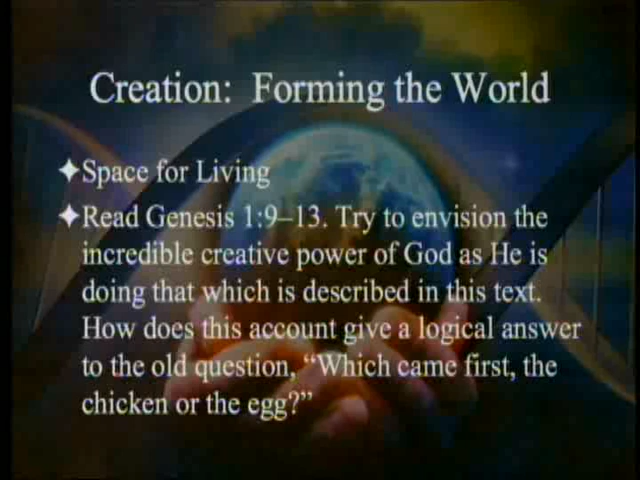 Creation:  Forming the World
✦Space for Living
✦Read Genesis 1:9–13. Try to envision the
incredible creative power of God as He is
doing that which is described in this text.
How does this account give a logical answer
to the old question, “Which came first, the
chicken or the egg?”